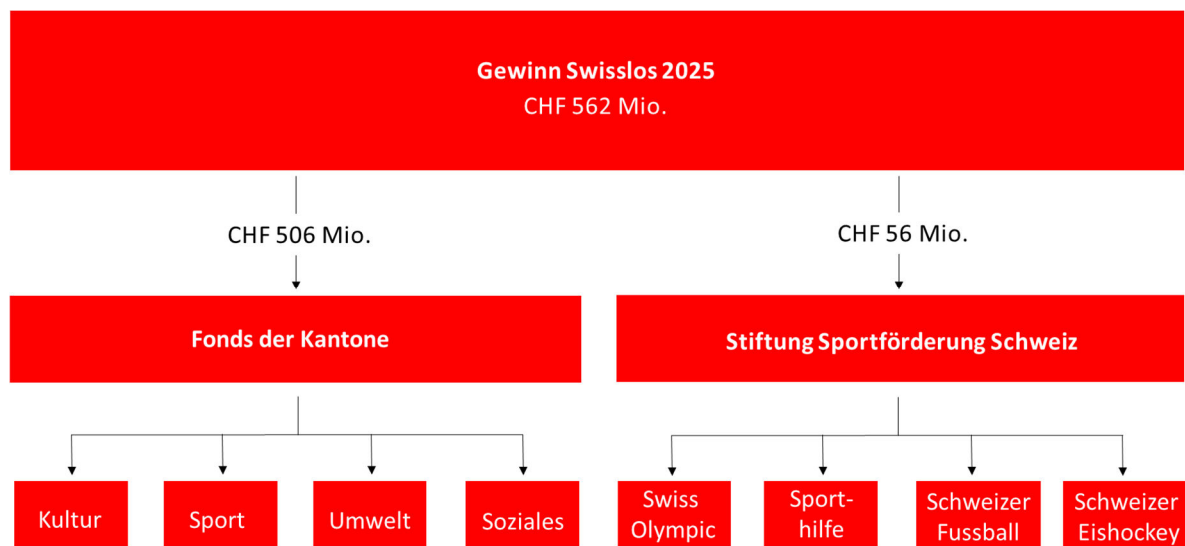 Gewinn Swisslos 2025
CHF 562 Mio.
CHF 506 Mio.
CHF 56 Mio.
Fonds der Kantone
Stiftung Sportförderung Schweiz
Kultur
Sport
Umwelt
Soziales
Swiss
Olympic
Sport-
hilfe
Schweizer
Fussball
Schweizer
Eishockey